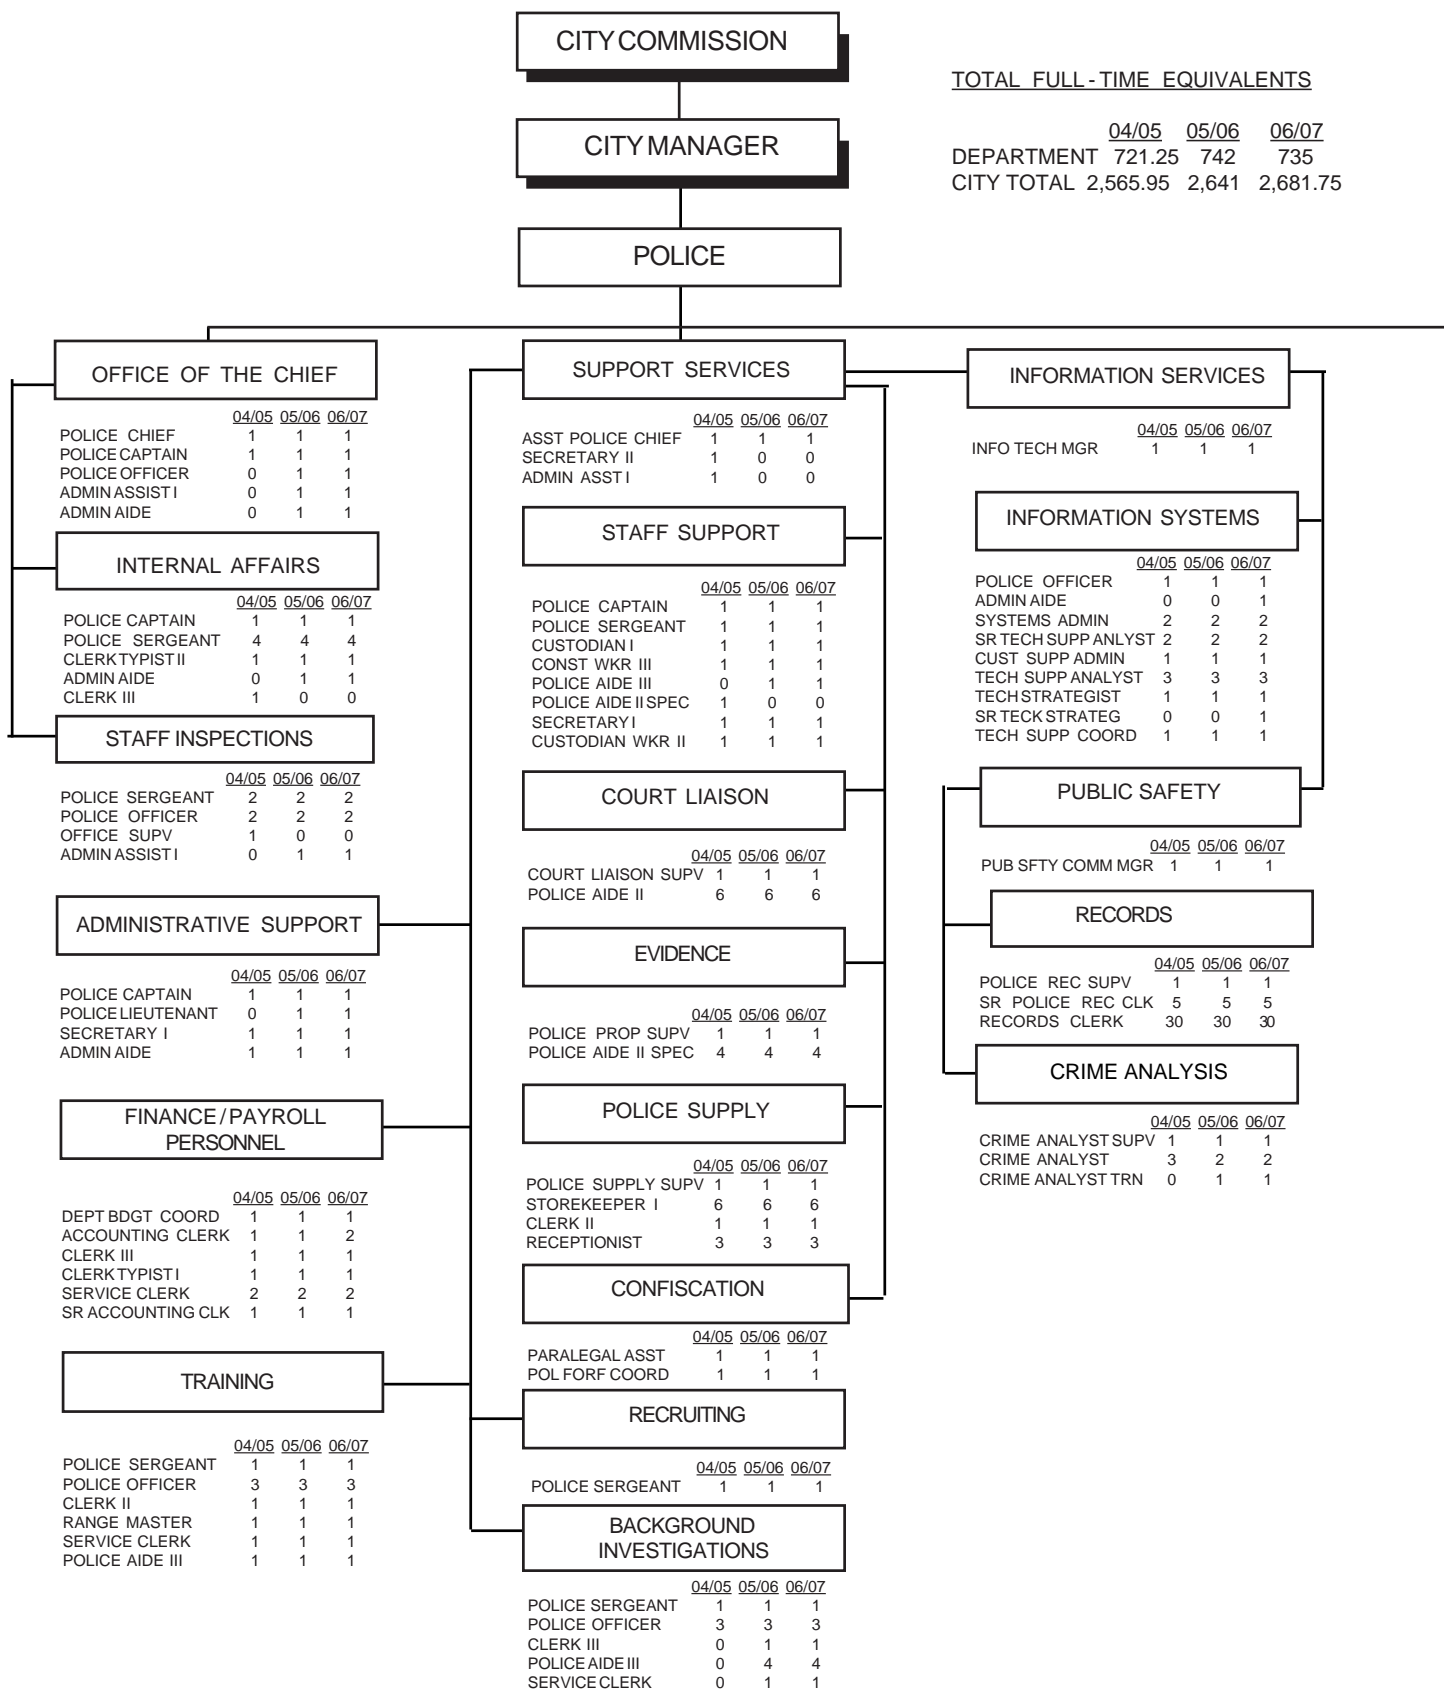 CITY COMMISSION
CITY MANAGER
POLICE
TOTAL FULL-TIME EQUIVALENTS
04/05 05/06 06/07
DEPARTMENT 721.25 742 735
CITY TOTAL 2,565.95 2,641 2,681.75
OFFICE OF THE CHIEF
04/05 05/06 06/07
POLICE CHIEF 1 1 1
POLICE CAPTAIN 1 1 1
POLICE OFFICER 0 1 1
ADMIN ASSIST I 0 1 1
ADMIN AIDE 0 1 1
INTERNAL AFFAIRS
04/05 05/06 06/07
POLICE CAPTAIN 1 1 1
POLICE SERGEANT 4 4 4
CLERK TYPIST II 1 1 1
ADMIN AIDE 0 1 1
CLERK III 1 0 0
STAFF INSPECTIONS
04/05 05/06 06/07
POLICE SERGEANT 2 2 2
POLICE OFFICER 2 2 2
OFFICE SUPV 1 0 0
ADMIN ASSIST I 0 1 1
ADMINISTRATIVE SUPPORT
04/05 05/06 06/07
POLICE CAPTAIN 1 1 1
POLICE LIEUTENANT 0 1 1
SECRETARY I 1 1 1
ADMIN AIDE 1 1 1
FINANCE/PAYROLL
PERSONNEL
04/05 05/06 06/07
DEPT BDGT COORD 1 1 1
ACCOUNTING CLERK 1 1 2
CLERK III 1 1 1
CLERK TYPIST I 1 1 1
SERVICE CLERK 2 2 2
SR ACCOUNTING CLK 1 1 1
TRAINING
04/05 05/06 06/07
POLICE SERGEANT 1 1 1
POLICE OFFICER 3 3 3
CLERK II 1 1 1
RANGE MASTER 1 1 1
SERVICE CLERK 1 1 1
POLICE AIDE III 1 1 1
SUPPORT SERVICES
04/05 05/06 06/07
ASST POLICE CHIEF 1 1 1
SECRETARY II 1 0 0
ADMIN ASST I 1 0 0
STAFF SUPPORT
04/05 05/06 06/07
POLICE CAPTAIN 1 1 1
POLICE SERGEANT 1 1 1
CUSTODIAN I 1 1 1
CONST WKR III 1 1 1
POLICE AIDE III 0 1 1
POLICE AIDE II SPEC 1 0 0
SECRETARY I 1 1 1
CUSTODIAN WKR II 1 1 1
COURT LIAISON
04/05 05/06 06/07
COURT LIAISON SUPV 1 1 1
POLICE AIDE II 6 6 6
EVIDENCE
04/05 05/06 06/07
POLICE PROP SUPV 1 1 1
POLICE AIDE II SPEC 4 4 4
POLICE SUPPLY
04/05 05/06 06/07
POLICE SUPPLY SUPV 1 1 1
STOREKEEPER I 6 6 6
CLERK II 1 1 1
RECEPTIONIST 3 3 3
CONFISCATION
04/05 05/06 06/07
PARALEGAL ASST 1 1 1
POL FORF COORD 1 1 1
RECRUITING
04/05 05/06 06/07
POLICE SERGEANT 1 1 1
BACKGROUND
INVESTIGATIONS
04/05 05/06 06/07
POLICE SERGEANT 1 1 1
POLICE OFFICER 3 3 3
CLERK III 0 1 1
POLICE AIDE III 0 4 4
SERVICE CLERK 0 1 1
INFORMATION SERVICES
04/05 05/06 06/07
INFO TECH MGR 1 1 1
INFORMATION SYSTEMS
04/05 05/06 06/07
POLICE OFFICER 1 1 1
ADMIN AIDE 0 0 1
SYSTEMS ADMIN 2 2 2
SR TECH SUPP ANLYST 2 2 2
CUST SUPP ADMIN 1 1 1
TECH SUPP ANALYST 3 3 3
TECH STRATEGIST 1 1 1
SR TECK STRATEG 0 0 1
TECH SUPP COORD 1 1 1
PUBLIC SAFETY
04/05 05/06 06/07
PUB SFTY COMM MGR 1 1 1
RECORDS
04/05 05/06 06/07
POLICE REC SUPV 1 1 1
SR POLICE REC CLK 5 5 5
RECORDS CLERK 30 30 30
CRIME ANALYSIS
04/05 05/06 06/07
CRIME ANALYST SUPV 1 1 1
CRIME ANALYST 3 2 2
CRIME ANALYST TRN 0 1 1